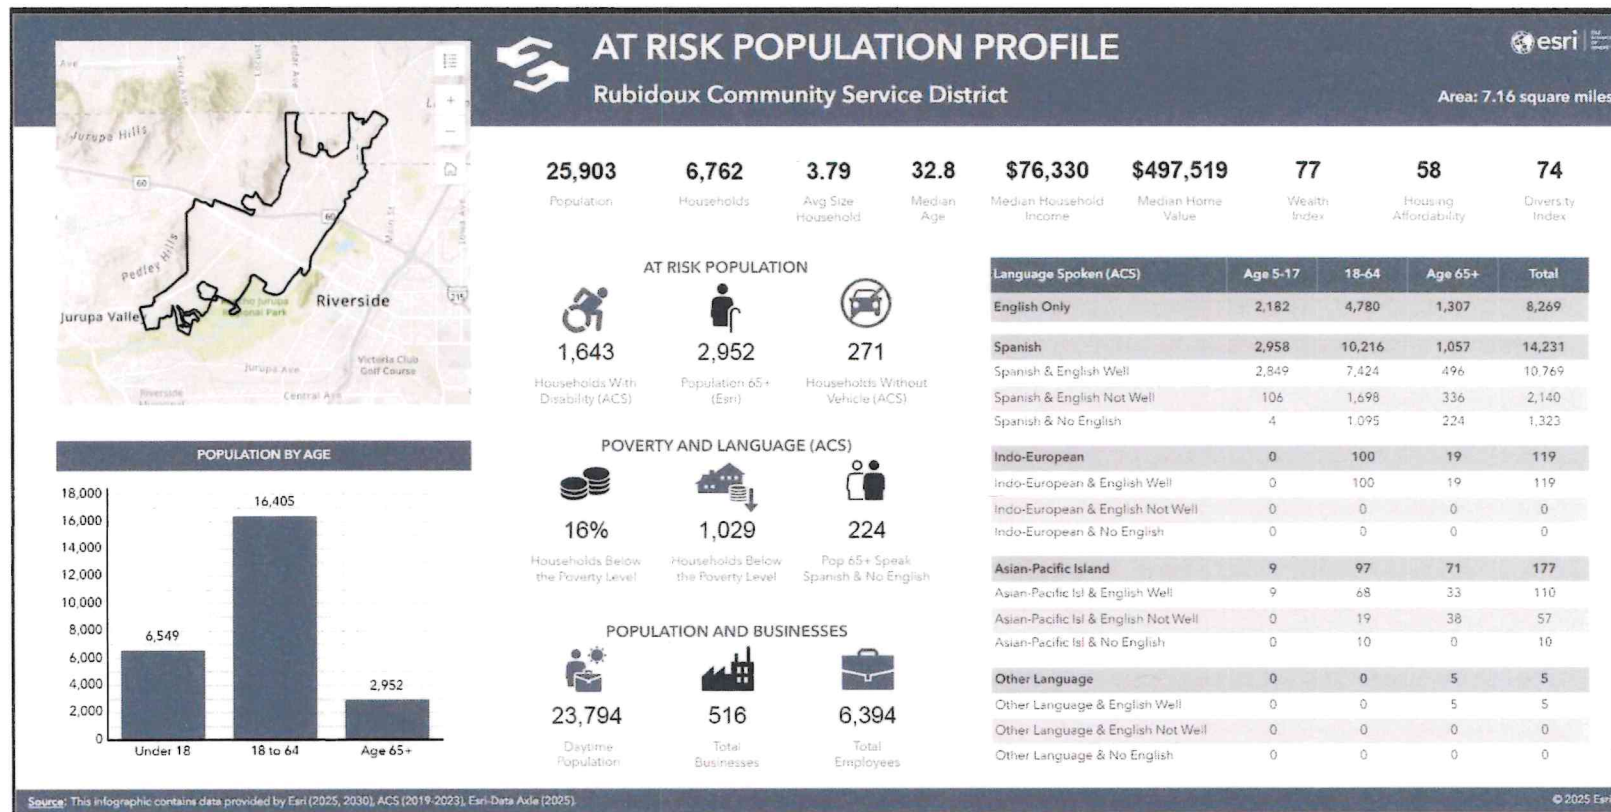 AT RISK POPULATION PROFILE
Rubidoux Community Service District
esri
Area: 7.16 square miles
Jurupa Hills
60
60
Pedley Hills
Main St
Iowa Ave
Riverside
215
Jurupa Valley
Jurupa
Regional Park
Jurupa Ave
Victoria Club
Golf Course
Riverside
Central Ave
25,903
Population
6,762
Households
3.79
Avg Size
Household
32.8
Median
Age
$76,330
Median Household
Income
$497,519
Median Home
Value
77
Wealth
Index
58
Housing
Affordability
74
Diversity
Index
AT RISK POPULATION
1,643
Households With
Disability (ACS)
2,952
Population 65+
(Esri)
271
Households Without
Vehicle (ACS)
POVERTY AND LANGUAGE (ACS)
16%
Households Below
the Poverty Level
1,029
Households Below
the Poverty Level
224
Pop 65+ Speak
Spanish & No English
POPULATION AND BUSINESSES
23,794
Daytime
Population
516
Total
Businesses
6,394
Total
Employees
Language Spoken (ACS) Age 5-17 18-64 Age 65+ Total
English Only 2,182 4,780 1,307 8,269
Spanish 2,958 10,216 1,057 14,231
Spanish & English Well 2,849 7,424 496 10,769
Spanish & English Not Well 106 1,698 336 2,140
Spanish & No English 4 1,095 224 1,323
Indo-European 0 100 19 119
Indo-European & English Well 0 100 19 119
Indo-European & English Not Well 0 0 0 0
Indo-European & No English 0 0 0 0
Asian-Pacific Island 9 97 71 177
Asian-Pacific Isl & English Well 9 68 33 110
Asian-Pacific Isl & English Not Well 0 19 38 57
Asian-Pacific Isl & No English 0 10 0 10
Other Language 0 0 5 5
Other Language & English Well 0 0 5 5
Other Language & English Not Well 0 0 0 0
Other Language & No English 0 0 0 0
POPULATION BY AGE
18,000
16,000
14,000
12,000
10,000
8,000
6,000
4,000
2,000
0
6,549
16,405
2,952
Under 18
18 to 64
Age 65+
Source: This infographic contains data provided by Esri (2025, 2030), ACS (2019-2023), Esri-Data Axle (2025).
© 2025 Esri